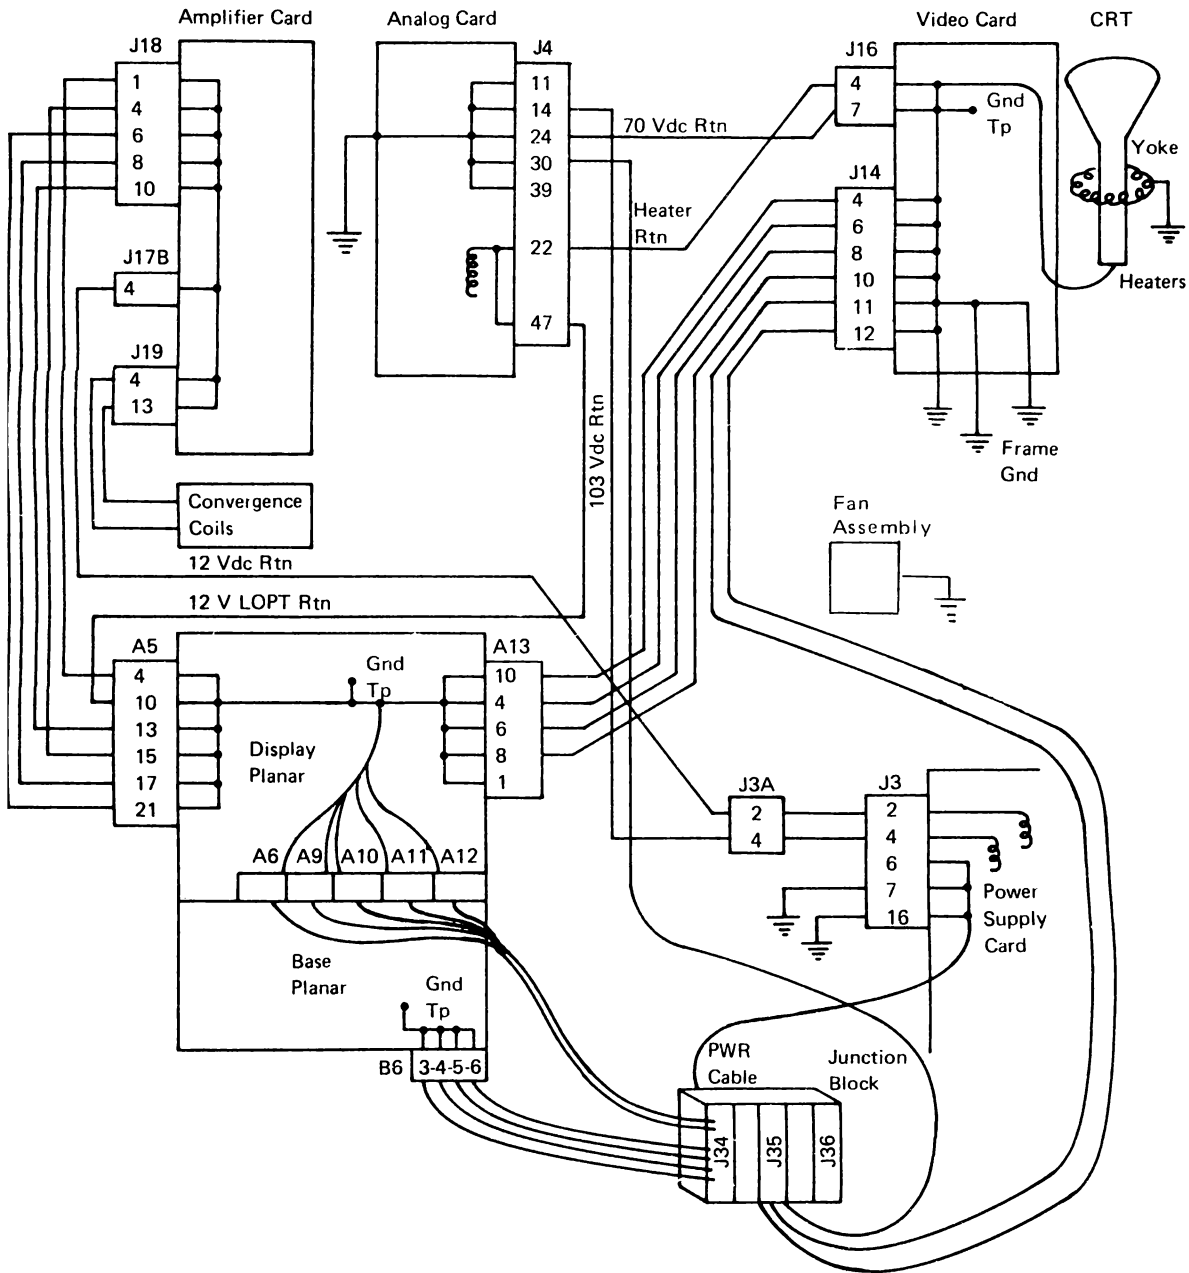 Amplifier Card
J18
1
4
6
8
10
J17B
4
J19
4
13
Convergence
Coils
Analog Card
J4
11
14
24
30
39
22
47
70 Vdc Rtn
Heater
Rtn
103 Vdc Rtn
Video Card
J16
4
7
Gnd
Tp
J14
4
6
8
10
11
12
Frame
Gnd
CRT
Yoke
Heaters
Fan
Assembly
12 Vdc Rtn
12 V LOPT Rtn
A5
4
10
13
15
17
21
Gnd
Tp
Display
Planar
A13
10
4
6
8
1
A6
A9
A10
A11
A12
Base
Planar
Gnd
Tp
B6
3-4-5-6
J3A
2
4
J3
2
4
6
7
16
Power
Supply
Card
PWR
Cable
Junction
Block
J34
J35
J36